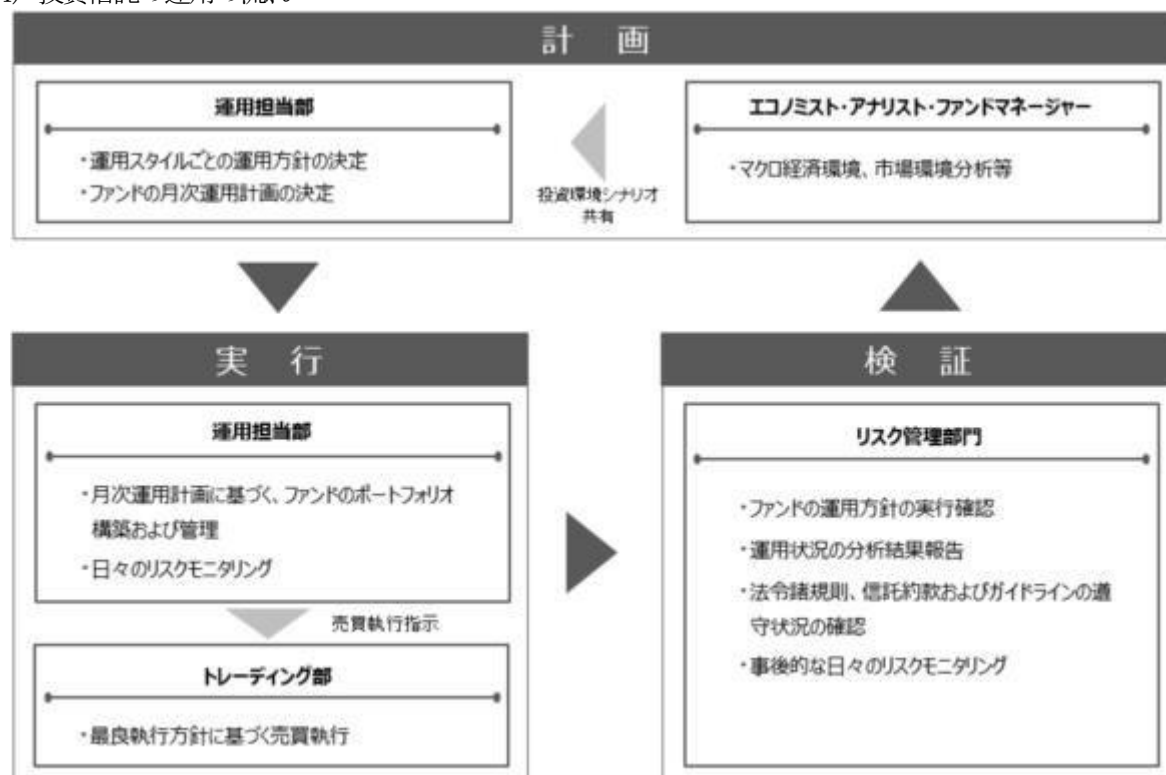 計 画
運用担当部
・運用スタイルごとの運用方針の決定
・ファンドの月次運用計画の決定
投資環境シナリオ
共有
エコノミスト・アナリスト・ファンドマネージャー
・マクロ経済環境、市場環境分析等
実 行
運用担当部
・月次運用計画に基づく、ファンドのポートフォリオ
構築および管理
・日々のリスクモニタリング
売買執行指示
トレーディング部
・最良執行方針に基づく売買執行
検 証
リスク管理部門
・ファンドの運用方針の実行確認
・運用状況の分析結果報告
・法令諸規則、信託約款およびガイドラインの遵
守状況の確認
・事後的な日々のリスクモニタリング